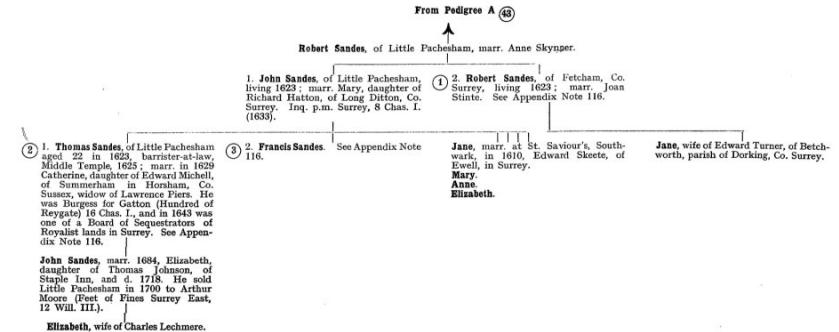 From Pedigree A 43
Robert Sandes, of Little Pachesham, marr. Anne Skynner.
1. John Sandes, of Little Pachesham,
living 1623; marr. Mary, daughter of
Richard Hatton, of Long Ditton, Co.
Surrey. Inq. p.m. Surrey, 8 Chas. I.
(1633).
1
2. Robert Sandes, of Fetcham, Co.
Surrey, living 1623; marr. Joan
Stinte. See Appendix Note 116.
2
1. Thomas Sandes, of Little Pachesham
aged 22 in 1623, barrister-at-law,
Middle Temple, 1625; marr. in 1629
Catherine, daughter of Edward Michell,
of Summerham in Horsham, Co.
Sussex, widow of Lawrence Piers. He
was Burgess for Gatton (Hundred of
Reygate) 16 Chas. I., and in 1643 was
one of a Board of Sequestrators of
Royalist lands in Surrey. See Appen-
dix Note 116.
3
2. Francis Sandes. See Appendix Note
116.
Jane, marr. at St. Saviour's, South-
wark, in 1610, Edward Skeete, of
Ewell, in Surrey.
Mary.
Anne.
Elizabeth.
Jane, wife of Edward Turner, of Betch-
worth, parish of Dorking, Co. Surrey.
John Sandes, marr. 1684, Elizabeth,
daughter of Thomas Johnson, of
Staple Inn, and d. 1718. He sold
Little Pachesham in 1700 to Arthur
Moore (Feet of Fines Surrey East,
12 Will. III.).
Elizabeth, wife of Charles Lechmere.